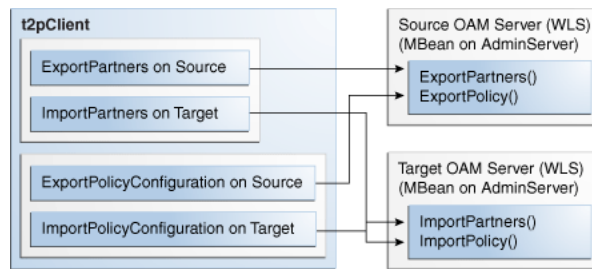 t2pClient
ExportPartners on Source
ImportPartners on Target
ExportPolicyConfiguration on Source
ImportPolicyConfiguration on Target
Source OAM Server (WLS)
(MBean on AdminServer)
ExportPartners()
ExportPolicy()
Target OAM Server (WLS)
(MBean on AdminServer)
ImportPartners()
ImportPolicy()